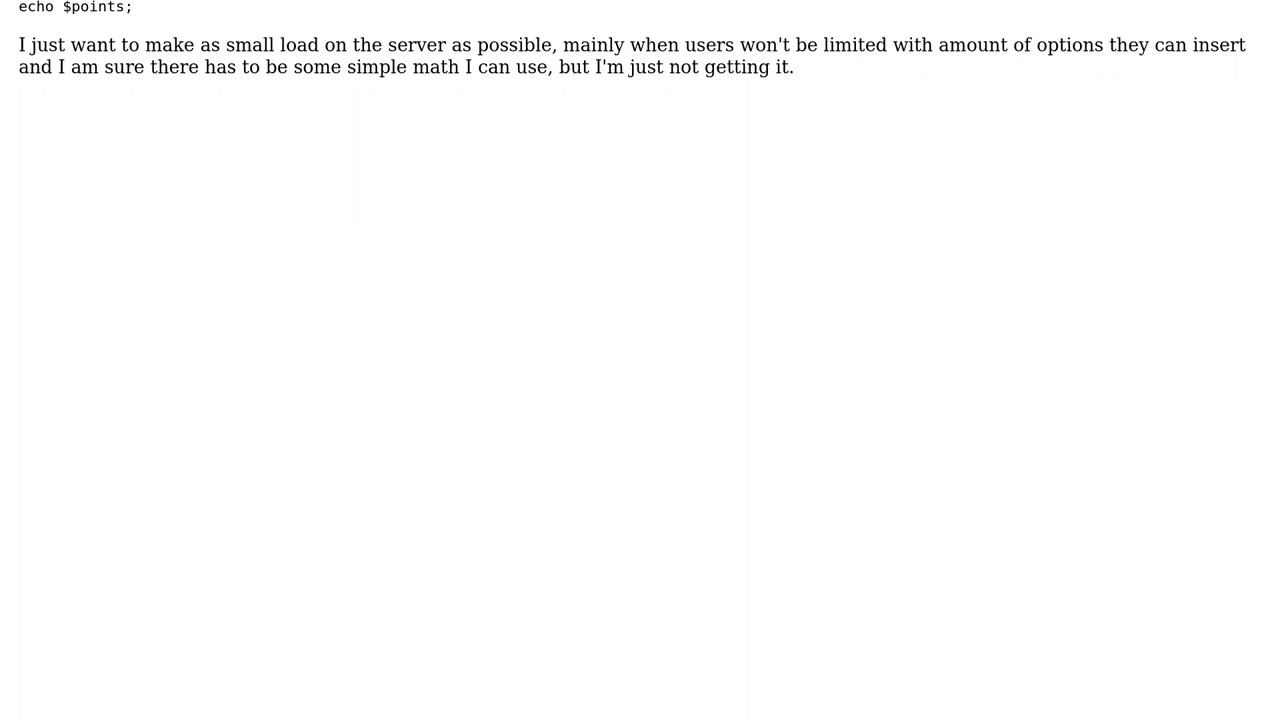 echo $points;
I just want to make as small load on the server as possible, mainly when users won't be limited with amount of options they can insert
and I am sure there has to be some simple math I can use, but I'm just not getting it.